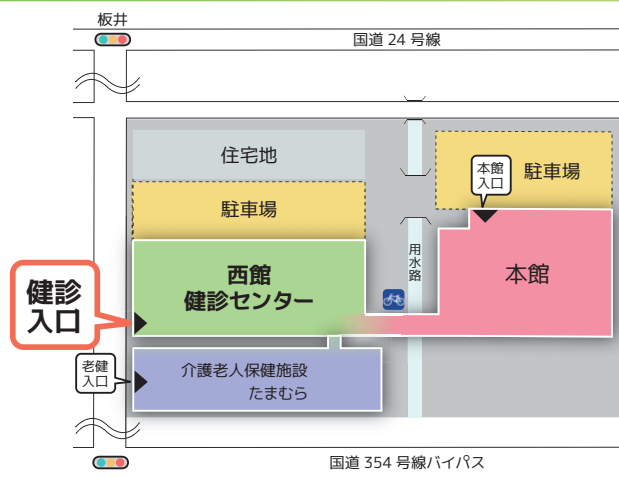 板井
国道 24 号線
住宅地
駐車場
本館
入口
駐車場
西館
健診センター
用水路
本館
健診
入口
老健
入口
介護老人保健施設
たまむら
国道 354 号線バイパス